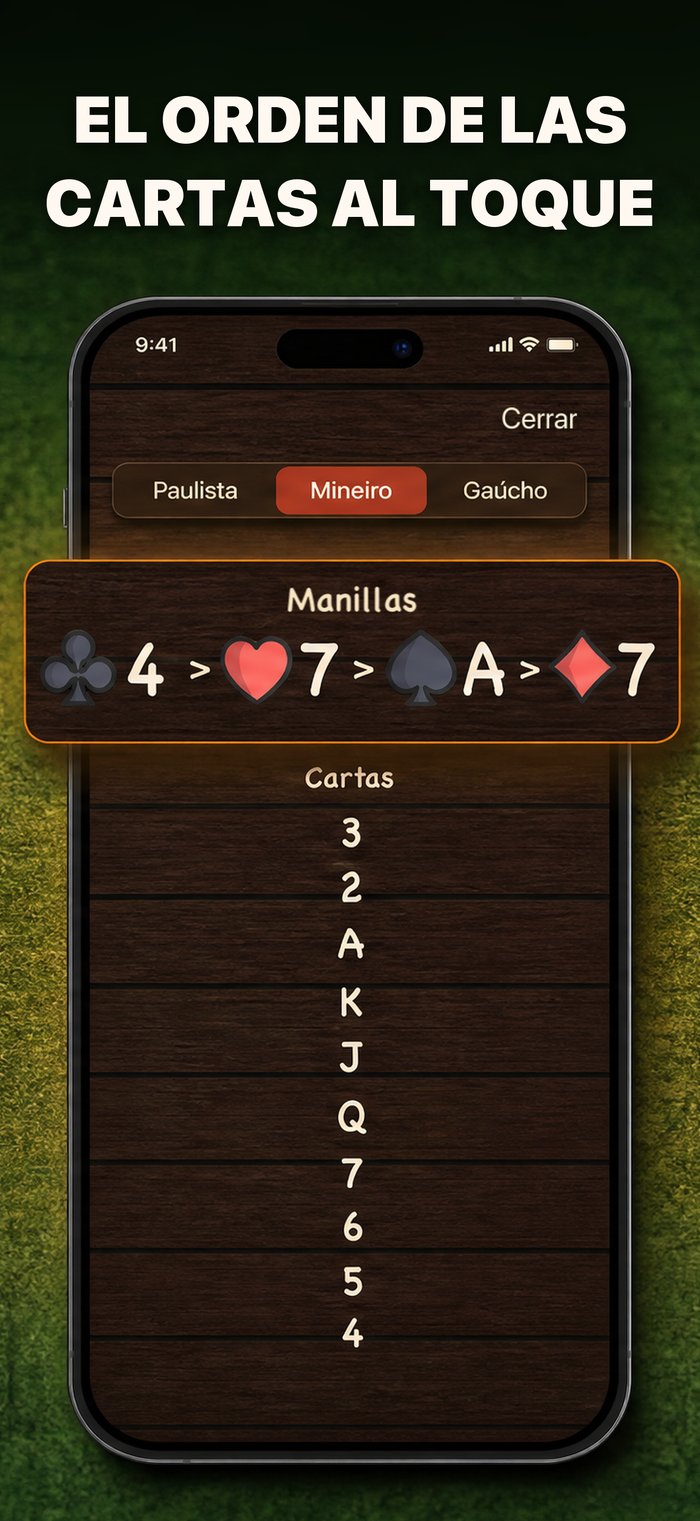 EL ORDEN DE LAS
CARTAS AL TOQUE
9:41
Cerrar
Paulista Mineiro Gaúcho
Manillas
4 > 7 > A > 7
Cartas
3
2
A
K
J
Q
7
6
5
4